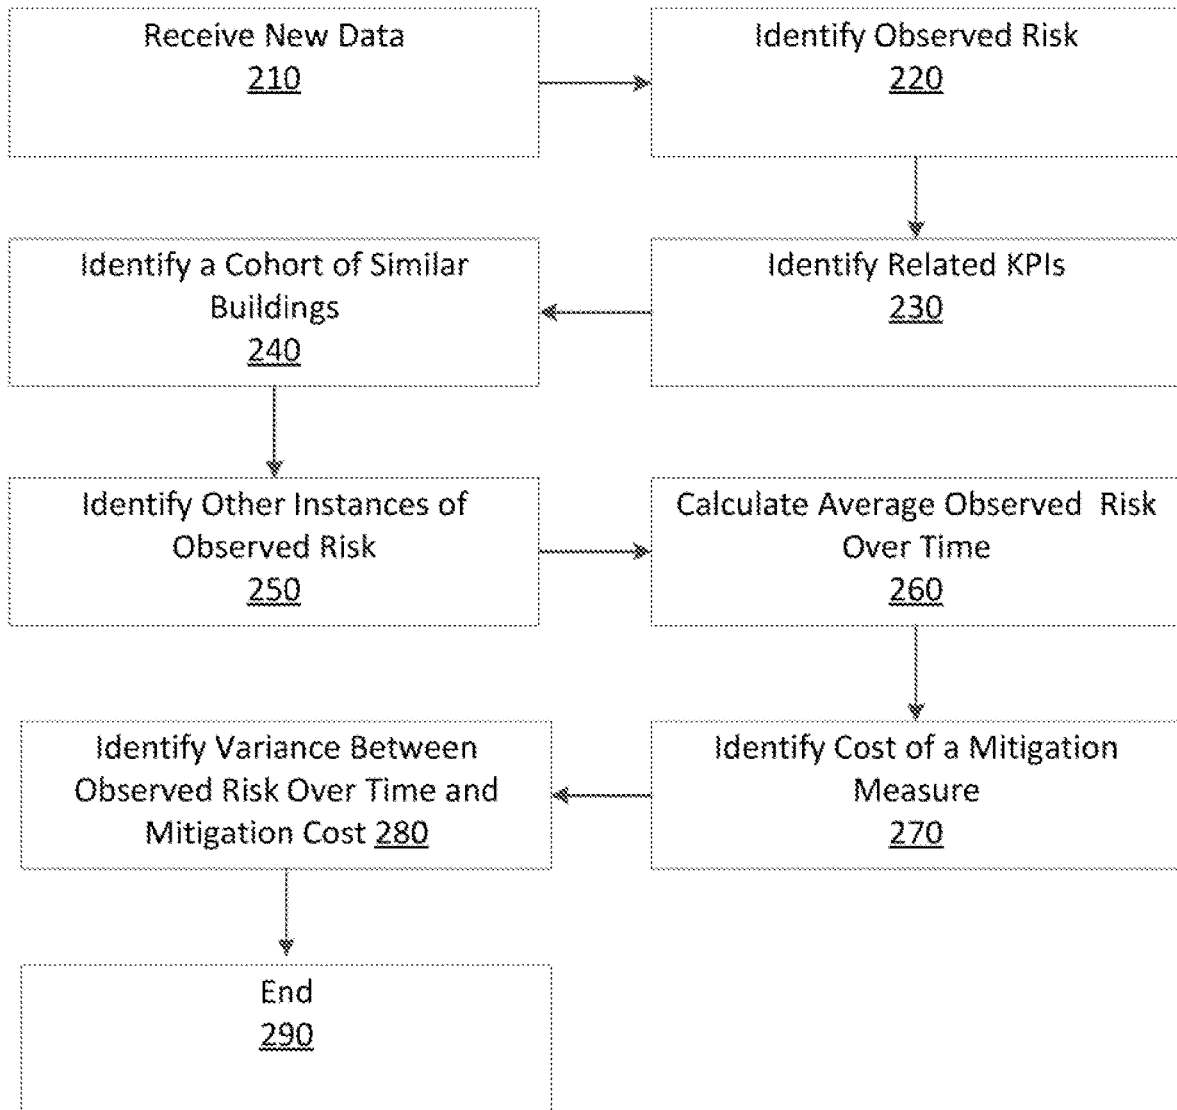 Receive New Data
210
Identify Observed Risk
220
Identify Related KPIs
230
Identify a Cohort of Similar
Buildings
240
Identify Other Instances of
Observed Risk
250
Calculate Average Observed Risk
Over Time
260
Identify Cost of a Mitigation
Measure
270
Identify Variance Between
Observed Risk Over Time and
Mitigation Cost 280
End
290